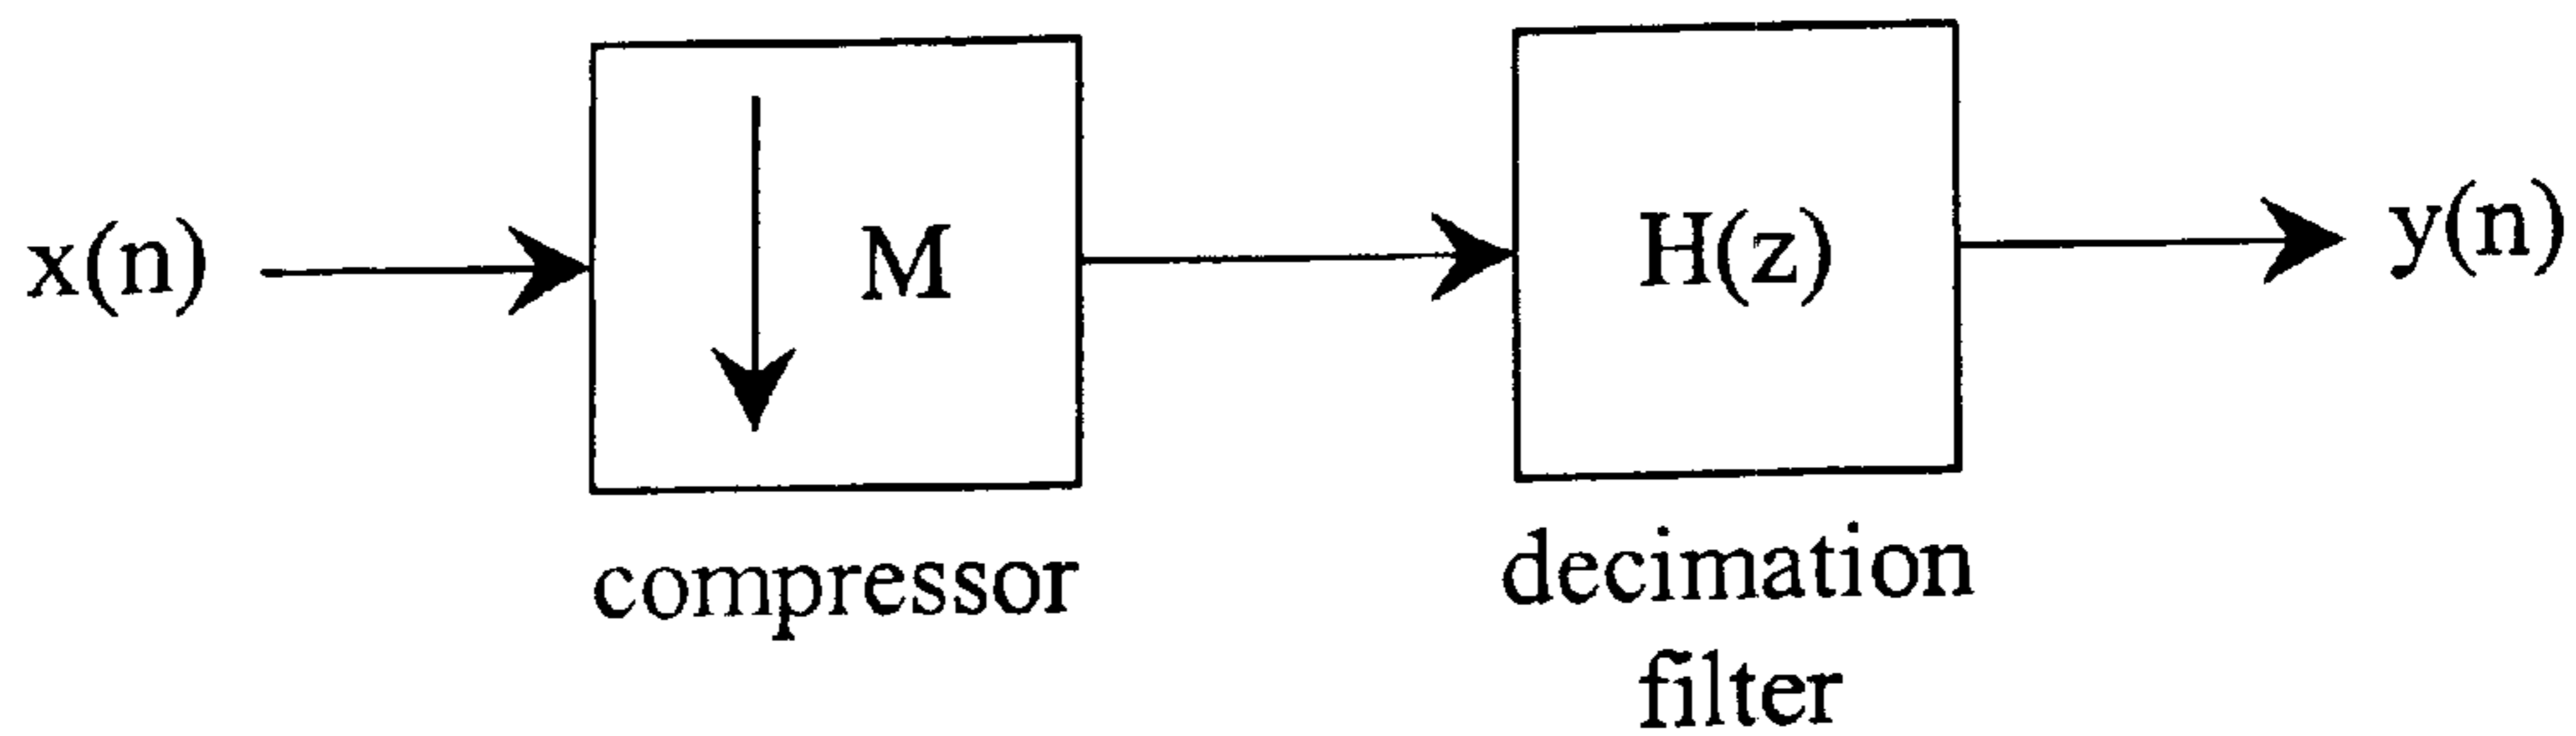 x(n)
M
H(z)
y(n)
compressor
decimation
filter